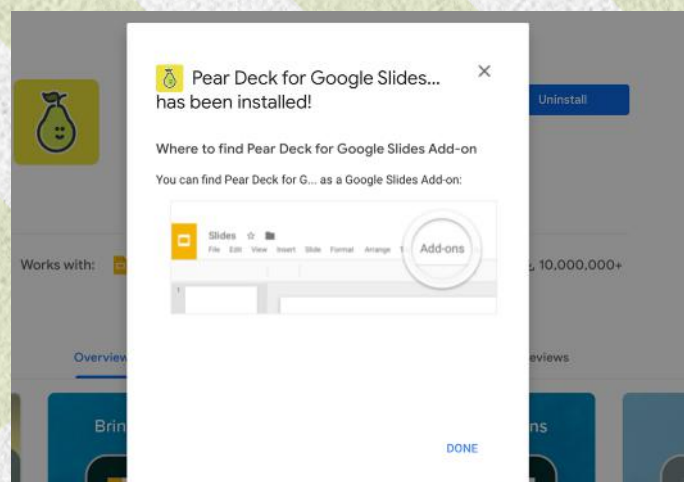 Pear Deck for Google Slides...
has been installed!
Uninstall
Where to find Pear Deck for Google Slides Add-on
You can find Pear Deck for G... as a Google Slides Add-on:
Slides
File Edit View Insert Slide Format Arrange T Add-ons
1
Works with:
10,000,000+
Overview
eviews
Brin
ns
DONE